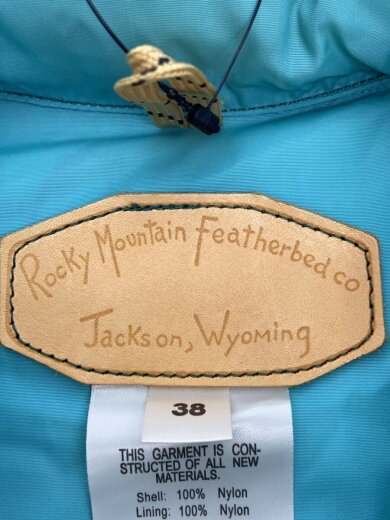 Rocky Mountain Featherbed co
Jackson, Wyoming
38
THIS GARMENT IS CON-
STRUCTED OF ALL NEW
MATERIALS.
Shell: 100% Nylon
Lining: 100% Nylon